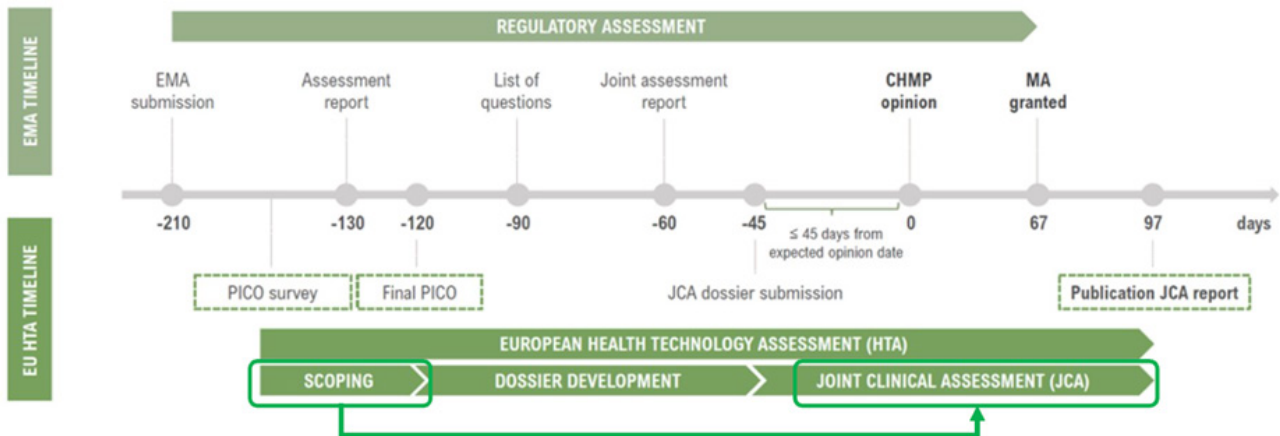 EMA TIMELINE
REGULATORY ASSESSMENT
EMA
submission
Assessment
report
List of
questions
Joint assessment
report
CHMP
opinion
MA
granted
-210
-130
-120
-90
-60
-45
0
67
97
days
≤ 45 days from
expected opinion date
EU HTA TIMELINE
PICO survey
Final PICO
JCA dossier submission
Publication JCA report
EUROPEAN HEALTH TECHNOLOGY ASSESSMENT (HTA)
SCOPING
DOSSIER DEVELOPMENT
JOINT CLINICAL ASSESSMENT (JCA)